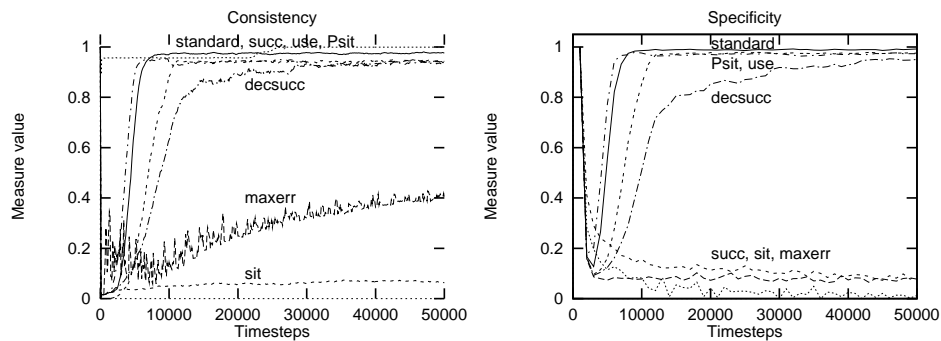 Consistency
standard, succ, use, Psit
decsucc
maxerr
sit
1
0.8
0.6
0.4
0.2
0
0 10000 20000 30000 40000 50000
Timesteps
Measure value
Specificity
standard
Psit, use
decsucc
succ, sit, maxerr
1
0.8
0.6
0.4
0.2
0
0 10000 20000 30000 40000 50000
Timesteps
Measure value